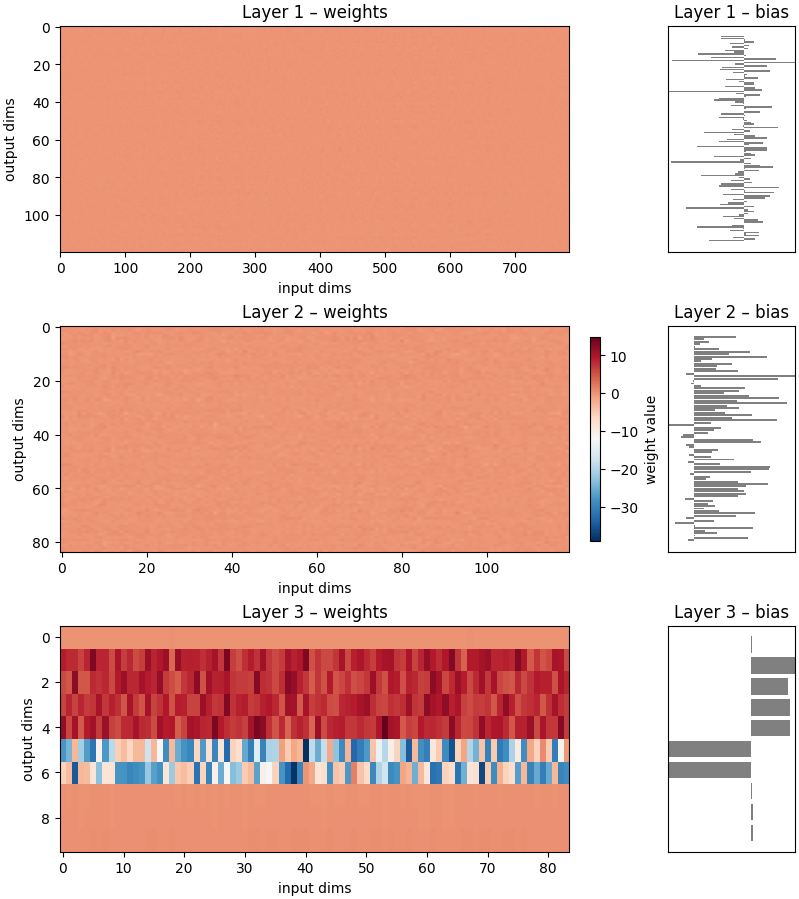 Layer 1 – weights
Layer 1 – bias
0
20
40
60
80
100
output dims
0 100 200 300 400 500 600 700
input dims
Layer 2 – weights
Layer 2 – bias
0
20
40
60
80
output dims
0 20 40 60 80 100
input dims
10
0
−10
−20
−30
weight value
Layer 3 – weights
Layer 3 – bias
0
2
4
6
8
output dims
0 10 20 30 40 50 60 70 80
input dims